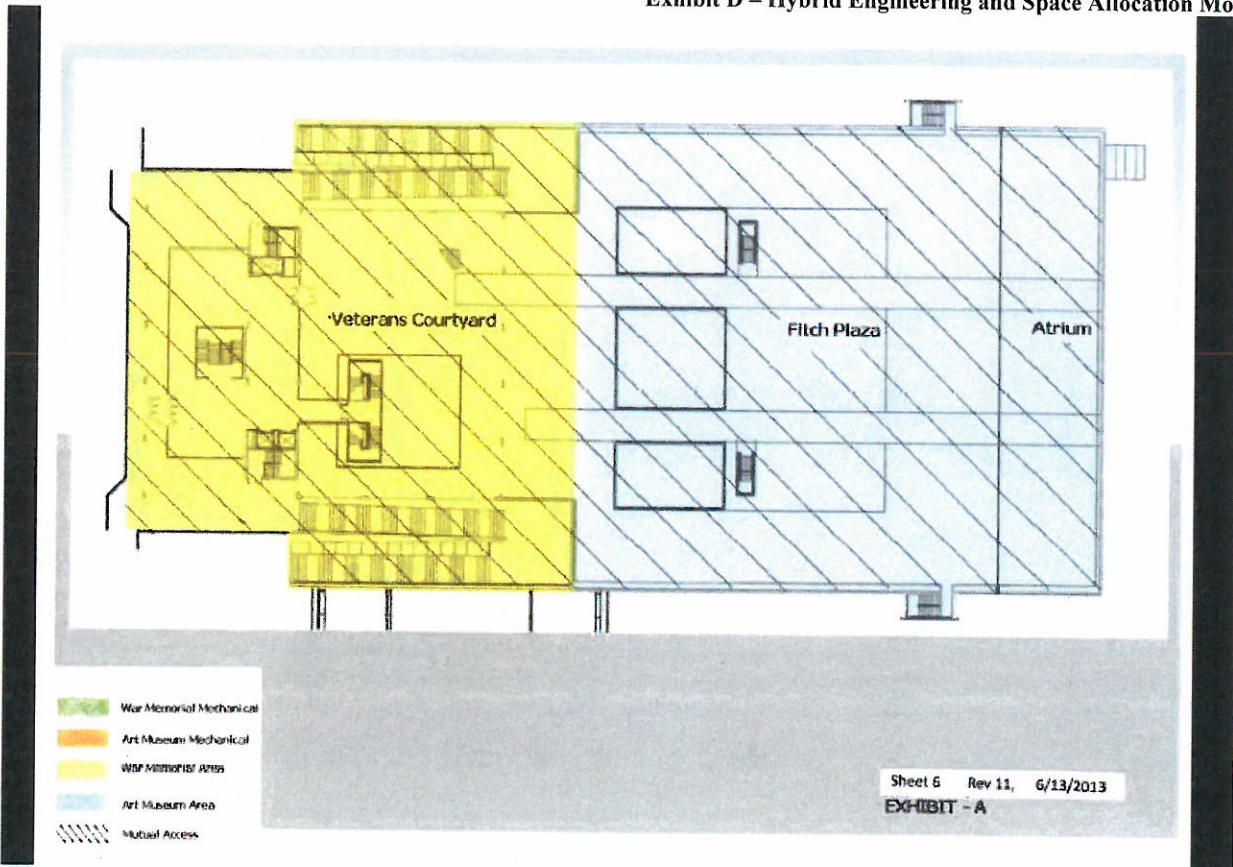 Exhibit D – Hybrid Engineering and Space Allocation Mo
Veterans Courtyard
Fitch Plaza
Atrium
War Memorial Mechanical
Art Museum Mechanical
War Memorial Area
Art Museum Area
Mutual Access
Sheet 6 Rev 11, 6/13/2013
EXHIBIT - A